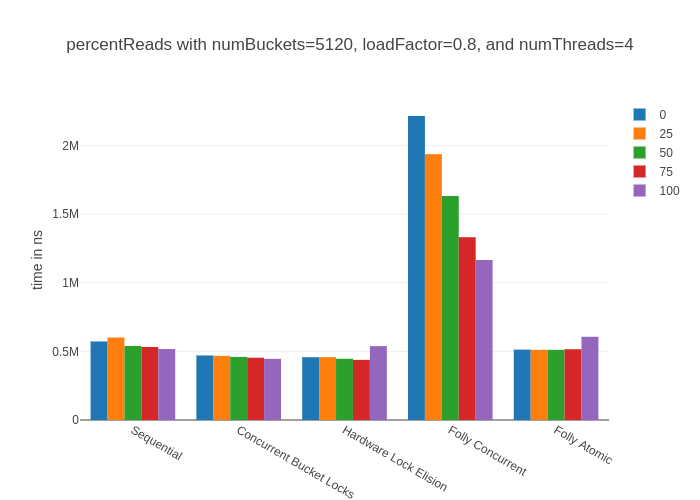 percentReads with numBuckets=5120, loadFactor=0.8, and numThreads=4
0
25
50
75
100
time in ns
2M
1.5M
1M
0.5M
0
Sequential
Concurrent Bucket Locks
Hardware Lock Elision
Folly Concurrent
Folly Atomic